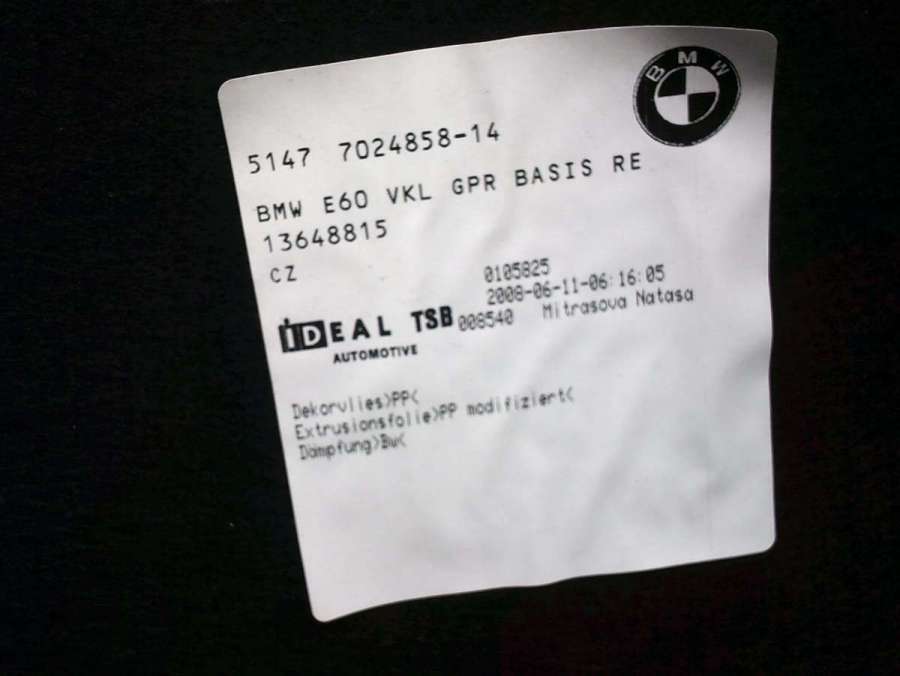 BMW
5147 7024858-14
BMW E60 VKL GPR BASIS RE
13648815
CZ
0105825
2008-06-11-06:16:05
iDEAL TSB 008540 Mitrasova Natasa
AUTOMOTIVE
Dekorvlies>PP<
Extrusionsfolie>PP modifiziert<
Dämpfung>Bw<